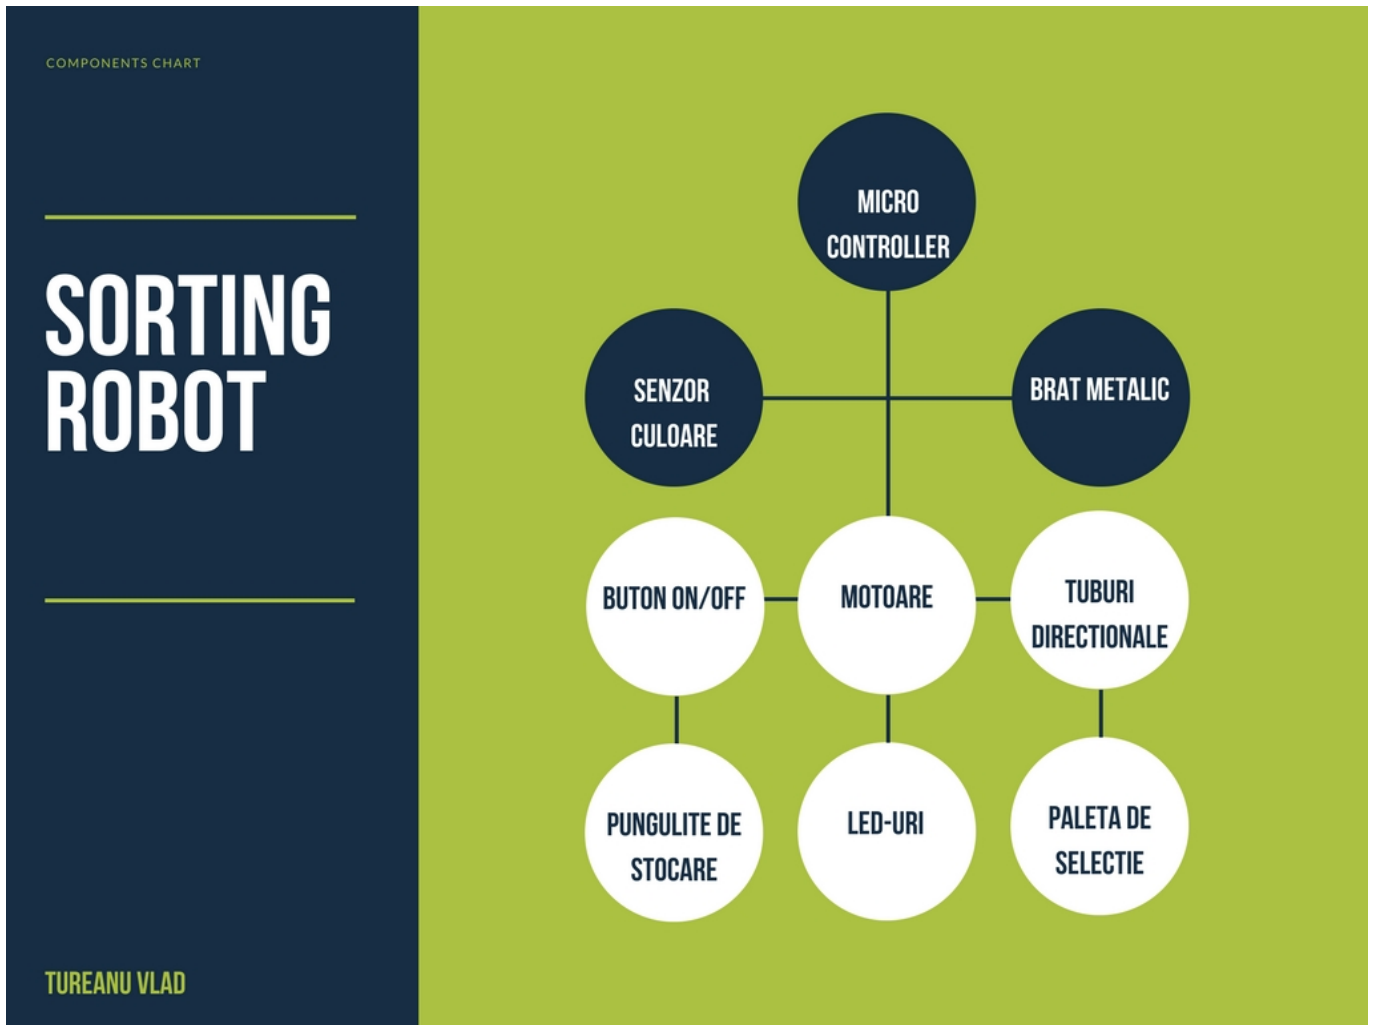 COMPONENTS CHART
SORTING
ROBOT
TUREANU VLAD
MICRO
CONTROLLER
SENZOR
CULOARE
BRAT METALIC
BUTON ON/OFF
MOTOARE
TUBURI
DIRECTIONALE
PUNGULITE DE
STOCARE
LED-URI
PALETA DE
SELECTIE